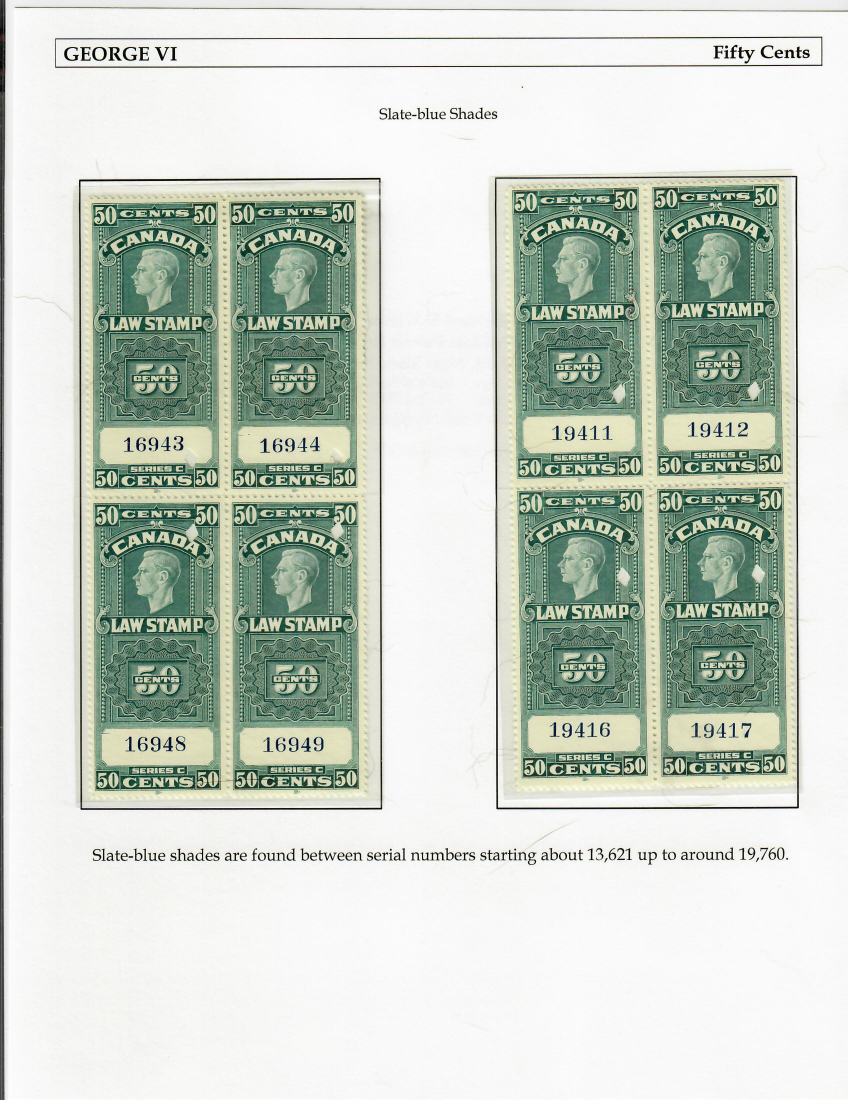 GEORGE VI Fifty Cents
Slate-blue Shades
50 CENTS 50
CANADA
LAW STAMP
50
CENTS
16943
SERIES C
50 CENTS 50
50 CENTS 50
CANADA
LAW STAMP
50
CENTS
16944
SERIES C
50 CENTS 50
50 CENTS 50
CANADA
LAW STAMP
50
CENTS
16948
SERIES C
50 CENTS 50
50 CENTS 50
CANADA
LAW STAMP
50
CENTS
16949
SERIES C
50 CENTS 50
50 CENTS 50
CANADA
LAW STAMP
50
CENTS
19411
SERIES C
50 CENTS 50
50 CENTS 50
CANADA
LAW STAMP
50
CENTS
19412
SERIES C
50 CENTS 50
50 CENTS 50
CANADA
LAW STAMP
50
CENTS
19416
SERIES C
50 CENTS 50
50 CENTS 50
CANADA
LAW STAMP
50
CENTS
19417
SERIES C
50 CENTS 50
Slate-blue shades are found between serial numbers starting about 13,621 up to around 19,760.